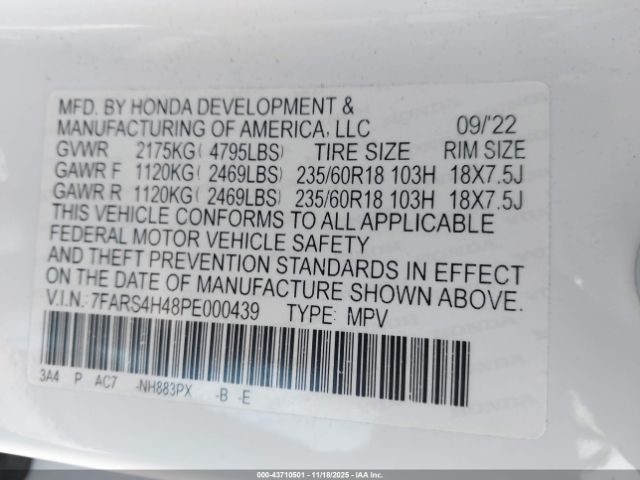 MFD. BY HONDA DEVELOPMENT &
MANUFACTURING OF AMERICA, LLC 09/'22
GVWR 2175KG( 4795LBS) TIRE SIZE RIM SIZE
GAWR F 1120KG( 2469LBS) 235/60R18 103H 18X7.5J
GAWR R 1120KG( 2469LBS) 235/60R18 103H 18X7.5J
THIS VEHICLE CONFORMS TO ALL APPLICABLE
FEDERAL MOTOR VEHICLE SAFETY
AND THEFT PREVENTION STANDARDS IN EFFECT
ON THE DATE OF MANUFACTURE SHOWN ABOVE.
V.I.N.: 7FARS4H48PE000439 TYPE: MPV
3A4 P AC7 -NH883PX -B -E
000-43710501 | 11/18/2025 | IAAI.COM